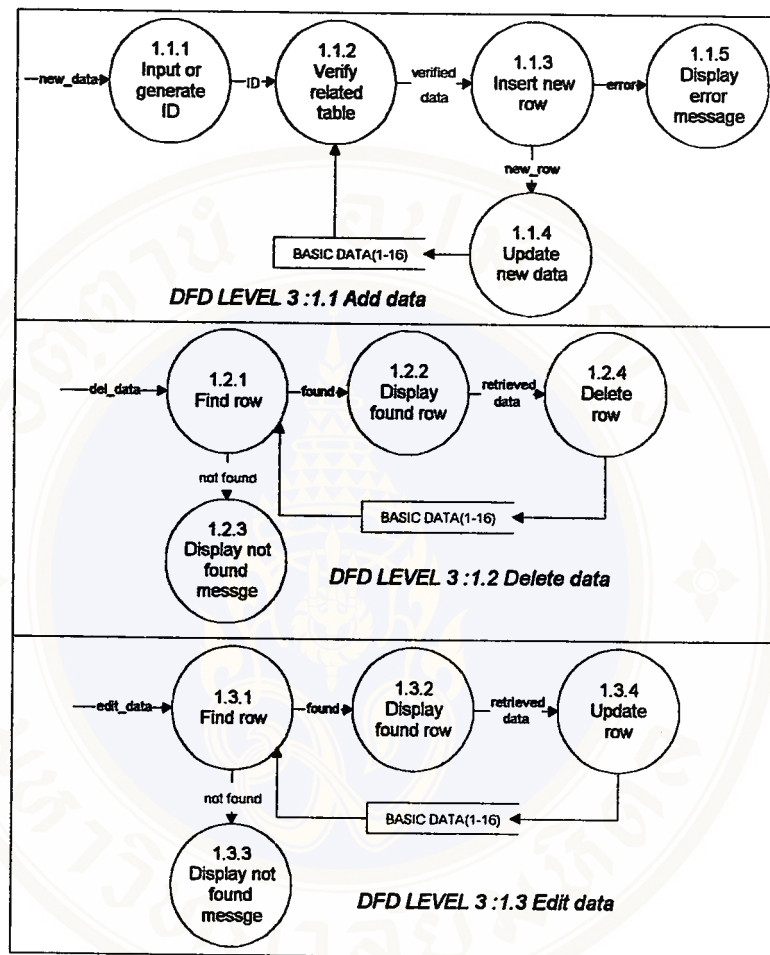 new_data
1.1.1
Input or
generate
ID
ID
1.1.2
Verify
related
table
verified
data
1.1.3
Insert new
row
error
1.1.5
Display
error
message
new_row
1.1.4
Update
new data
BASIC DATA(1-16)
DFD LEVEL 3 :1.1 Add data
del_data
1.2.1
Find row
found
1.2.2
Display
found row
retrieved
data
1.2.4
Delete
row
not found
1.2.3
Display not
found
messge
BASIC DATA(1-16)
DFD LEVEL 3 :1.2 Delete data
edit_data
1.3.1
Find row
found
1.3.2
Display
found row
retrieved
data
1.3.4
Update
row
not found
1.3.3
Display not
found
messge
BASIC DATA(1-16)
DFD LEVEL 3 :1.3 Edit data